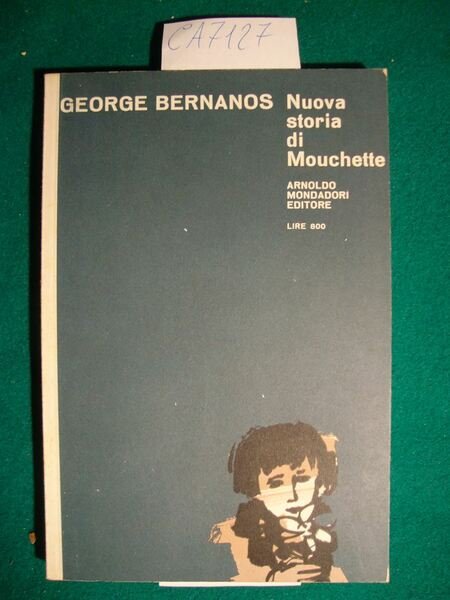 CA7127
GEORGE BERNANOS
Nuova
storia
di
Mouchette
ARNOLDO
MONDADORI
EDITORE
LIRE 800